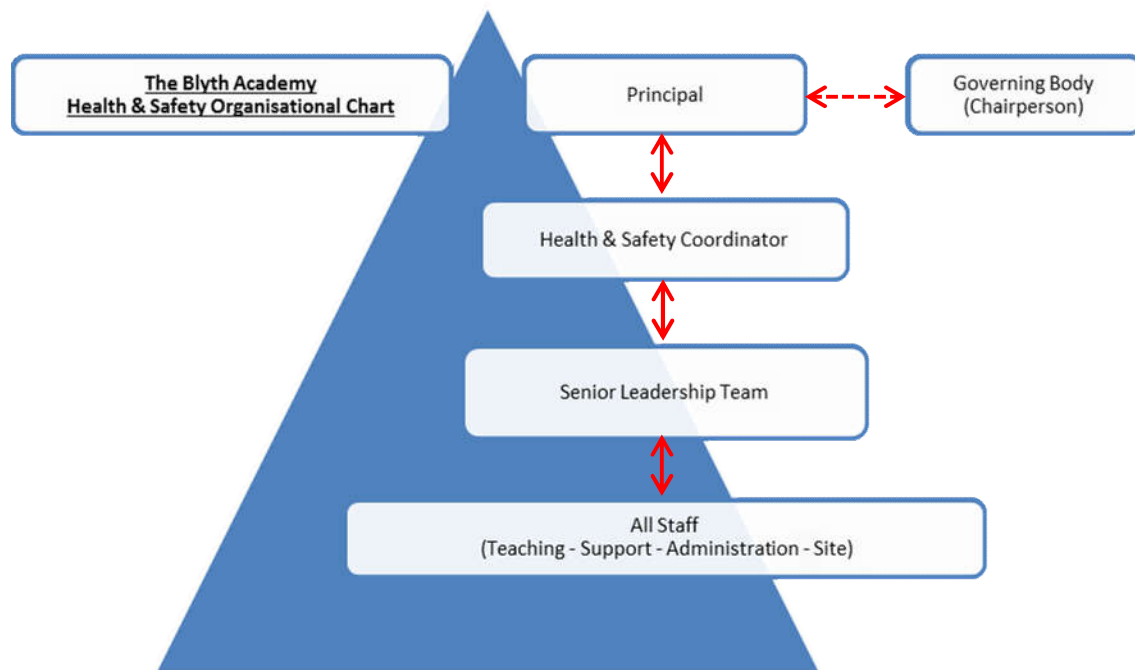 The Blyth Academy
Health & Safety Organisational Chart
Principal
Governing Body
(Chairperson)
Health & Safety Coordinator
Senior Leadership Team
All Staff
(Teaching - Support - Administration - Site)